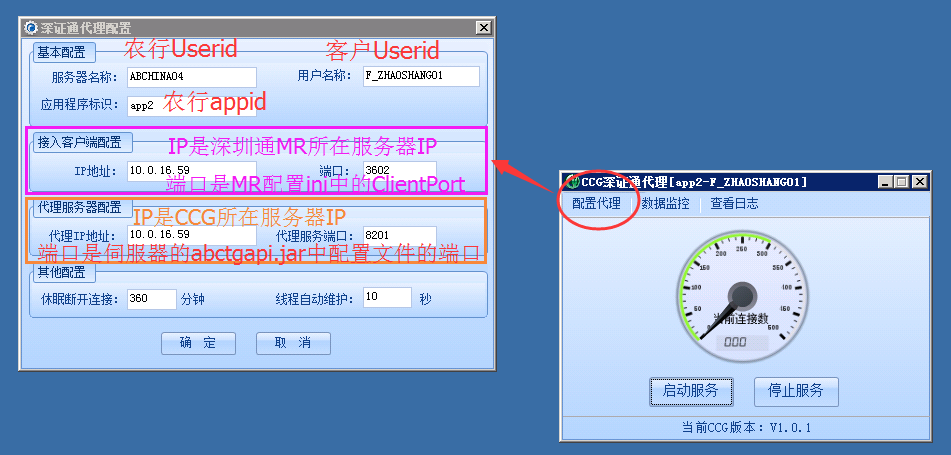 深证通代理配置
基本配置
农行Userid
客户Userid
服务器名称：
ABCHINA04
用户名称：
F_ZHAOSHANG01
应用程序标识：
app2
农行appid
接入客户端配置
IP是深圳通MR所在服务器IP
IP地址：
10.0.16.59
端口：
3602
端口是MR配置ini中的ClientPort
代理服务器配置
IP是CCG所在服务器IP
代理IP地址：
10.0.16.59
代理服务端口：
8201
端口是伺服器的abctgapi.jar中配置文件的端口
其他配置
休眠断开连接：
360
分钟
线程自动维护：
10
秒
确 定
取 消
CCG深证通代理[app2-F_ZHAOSHANG01]
配置代理
数据监控
查看日志
0
50
100
150
200
250
300
350
400
450
500
当前连接数
000
启动服务
停止服务
当前CCG版本：V1.0.1